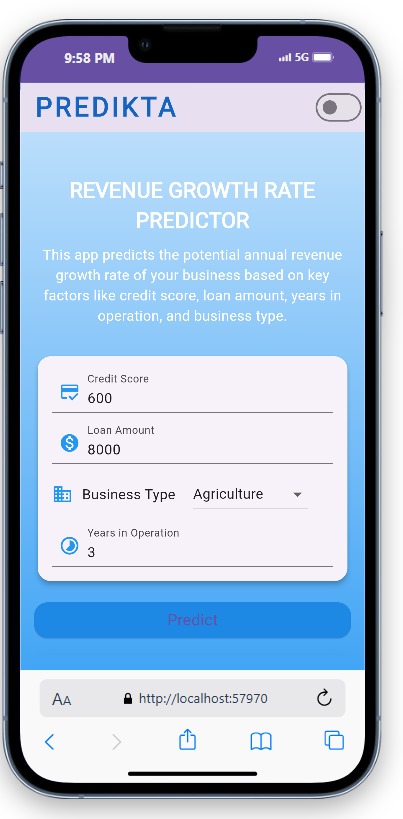 9:58 PM 5G
PREDIKTA
REVENUE GROWTH RATE
PREDICTOR
This app predicts the potential annual revenue
growth rate of your business based on key
factors like credit score, loan amount, years in
operation, and business type.
Credit Score
600
Loan Amount
8000
Business Type Agriculture
Years in Operation
3
Predict
AA http://localhost:57970